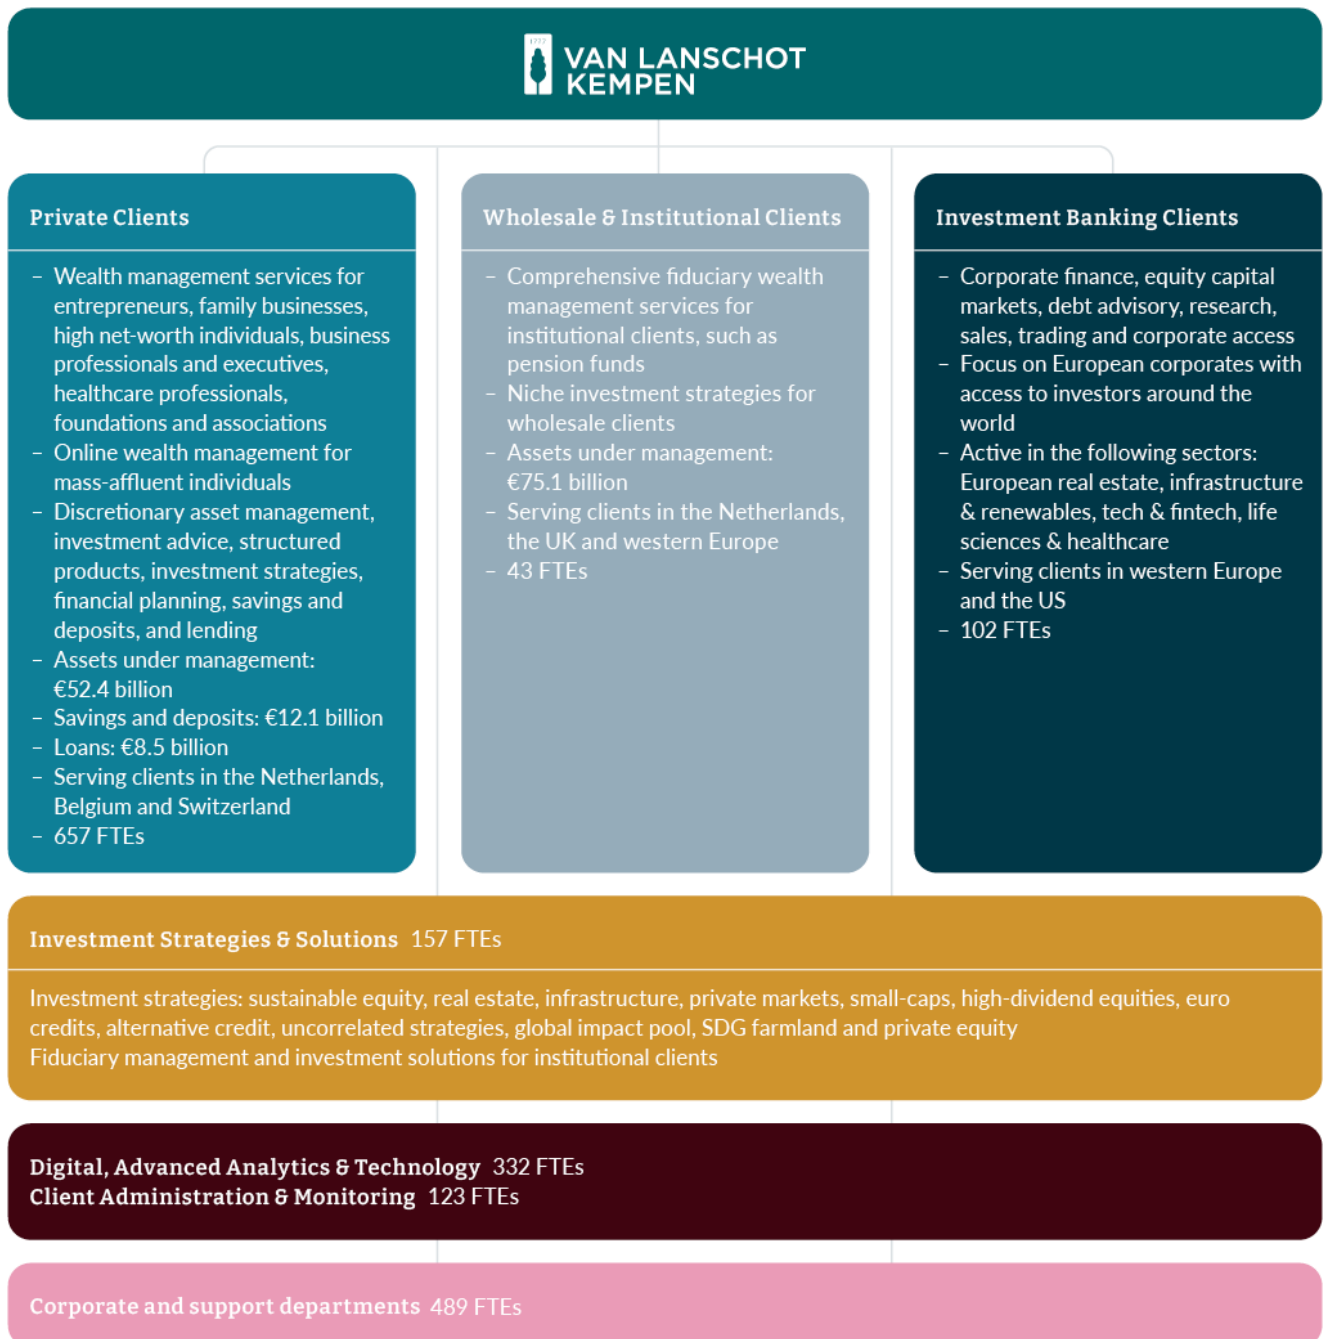 1717
VAN LANSCHOT
KEMPEN
Private Clients
– Wealth management services for
entrepreneurs, family businesses,
high net-worth individuals, business
professionals and executives,
healthcare professionals,
foundations and associations
– Online wealth management for
mass-affluent individuals
– Discretionary asset management,
investment advice, structured
products, investment strategies,
financial planning, savings and
deposits, and lending
– Assets under management:
€52.4 billion
– Savings and deposits: €12.1 billion
– Loans: €8.5 billion
– Serving clients in the Netherlands,
Belgium and Switzerland
– 657 FTEs
Wholesale & Institutional Clients
– Comprehensive fiduciary wealth
management services for
institutional clients, such as
pension funds
– Niche investment strategies for
wholesale clients
– Assets under management:
€75.1 billion
– Serving clients in the Netherlands,
the UK and western Europe
– 43 FTEs
Investment Banking Clients
– Corporate finance, equity capital
markets, debt advisory, research,
sales, trading and corporate access
– Focus on European corporates with
access to investors around the
world
– Active in the following sectors:
European real estate, infrastructure
& renewables, tech & fintech, life
sciences & healthcare
– Serving clients in western Europe
and the US
– 102 FTEs
Investment Strategies & Solutions 157 FTEs
Investment strategies: sustainable equity, real estate, infrastructure, private markets, small-caps, high-dividend equities, euro
credits, alternative credit, uncorrelated strategies, global impact pool, SDG farmland and private equity
Fiduciary management and investment solutions for institutional clients
Digital, Advanced Analytics & Technology 332 FTEs
Client Administration & Monitoring 123 FTEs
Corporate and support departments 489 FTEs